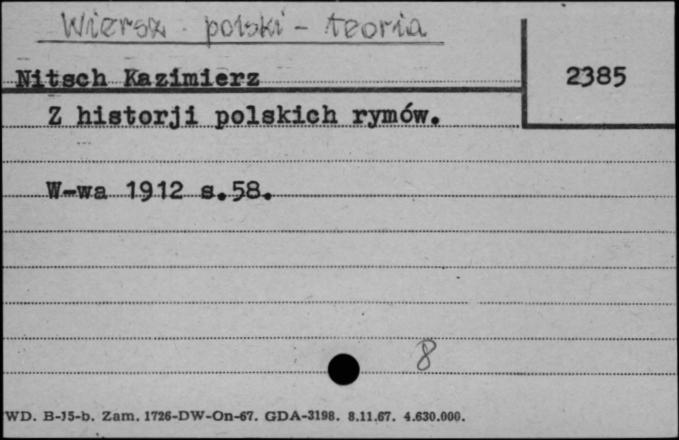 Wiersz polski - teoria
Nitsch Kazimierz
2385
Z historji polskich rymów.
W-wa 1912 s.58.
8
WD. B-15-b. Zam. 1726-DW-On-67. GDA-3198. 8.11.67. 4.630.000.